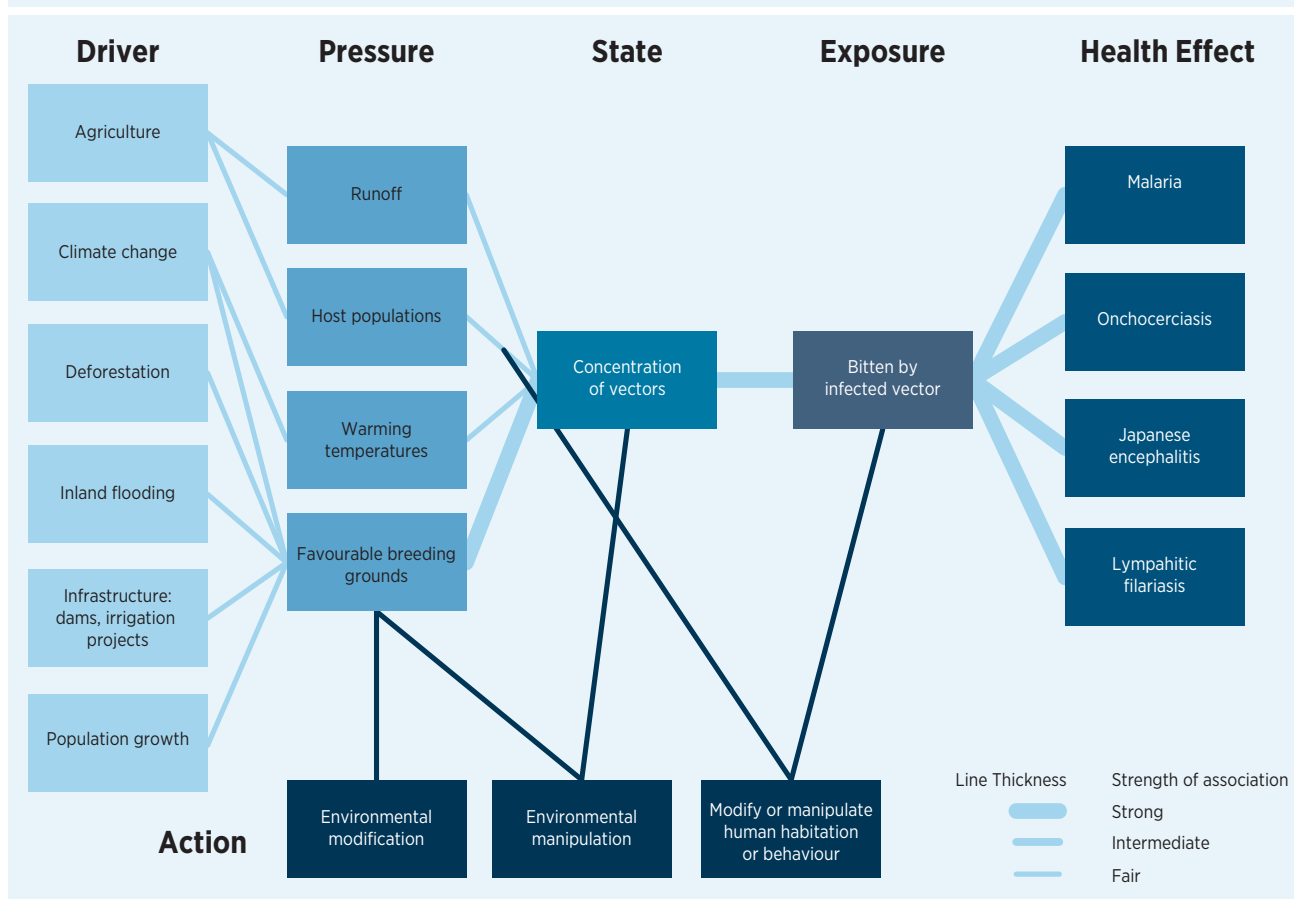 Driver
Pressure
State
Exposure
Health Effect
Agriculture
Climate change
Deforestation
Inland flooding
Infrastructure:
dams, irrigation
projects
Population growth
Runoff
Host populations
Warming
temperatures
Favourable breeding
grounds
Concentration
of vectors
Bitten by
infected vector
Malaria
Onchocerciasis
Japanese
encephalitis
Lympahitic
filariasis
Action
Environmental
modification
Environmental
manipulation
Modify or manipulate
human habitation
or behaviour
Line Thickness
Strength of association
Strong
Intermediate
Fair